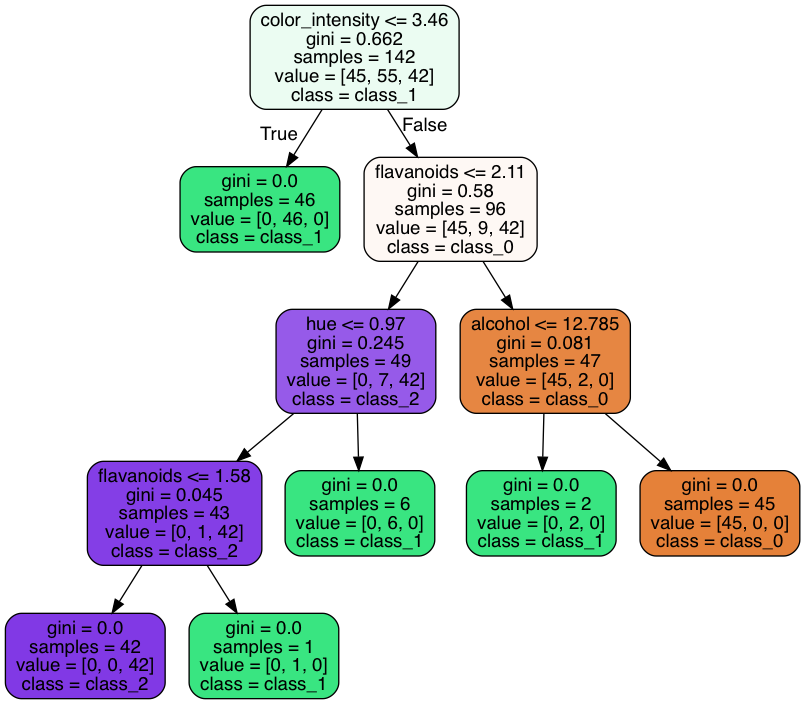 color_intensity <= 3.46
gini = 0.662
samples = 142
value = [45, 55, 42]
class = class_1
True
False
gini = 0.0
samples = 46
value = [0, 46, 0]
class = class_1
flavanoids <= 2.11
gini = 0.58
samples = 96
value = [45, 9, 42]
class = class_0
hue <= 0.97
gini = 0.245
samples = 49
value = [0, 7, 42]
class = class_2
alcohol <= 12.785
gini = 0.081
samples = 47
value = [45, 2, 0]
class = class_0
flavanoids <= 1.58
gini = 0.045
samples = 43
value = [0, 1, 42]
class = class_2
gini = 0.0
samples = 6
value = [0, 6, 0]
class = class_1
gini = 0.0
samples = 2
value = [0, 2, 0]
class = class_1
gini = 0.0
samples = 45
value = [45, 0, 0]
class = class_0
gini = 0.0
samples = 42
value = [0, 0, 42]
class = class_2
gini = 0.0
samples = 1
value = [0, 1, 0]
class = class_1